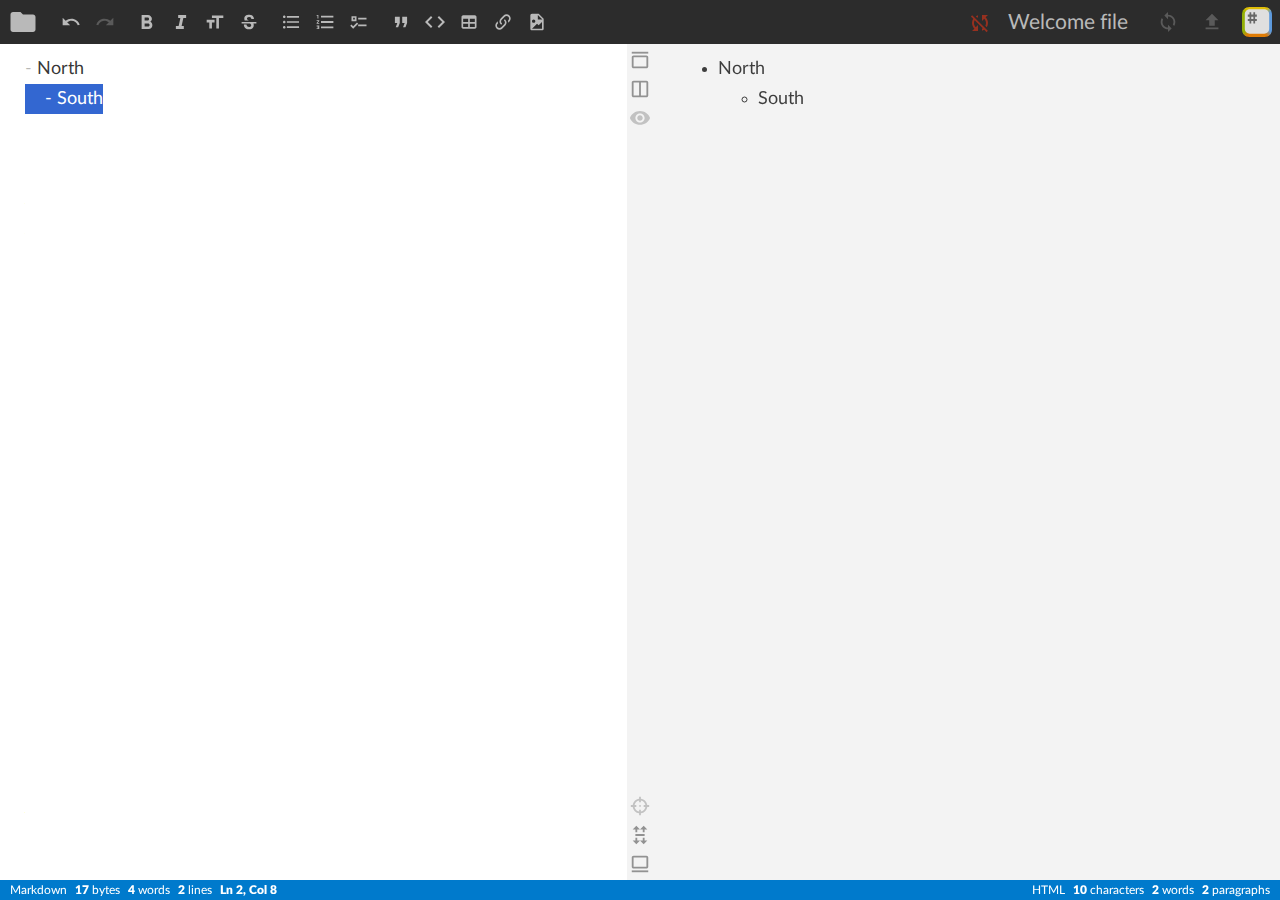 Welcome file
- North
- South
North
South
Markdown 17 bytes 4 words 2 lines Ln 2, Col 8
HTML 10 characters 2 words 2 paragraphs